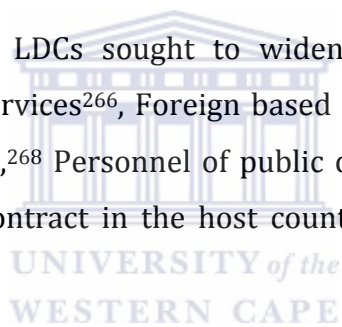 LDCs sought to widen
rvices²⁶⁶, Foreign based
,²⁶⁸ Personnel of public
ontract in the host coun
UNIVERSITY of the
WESTERN CAPE